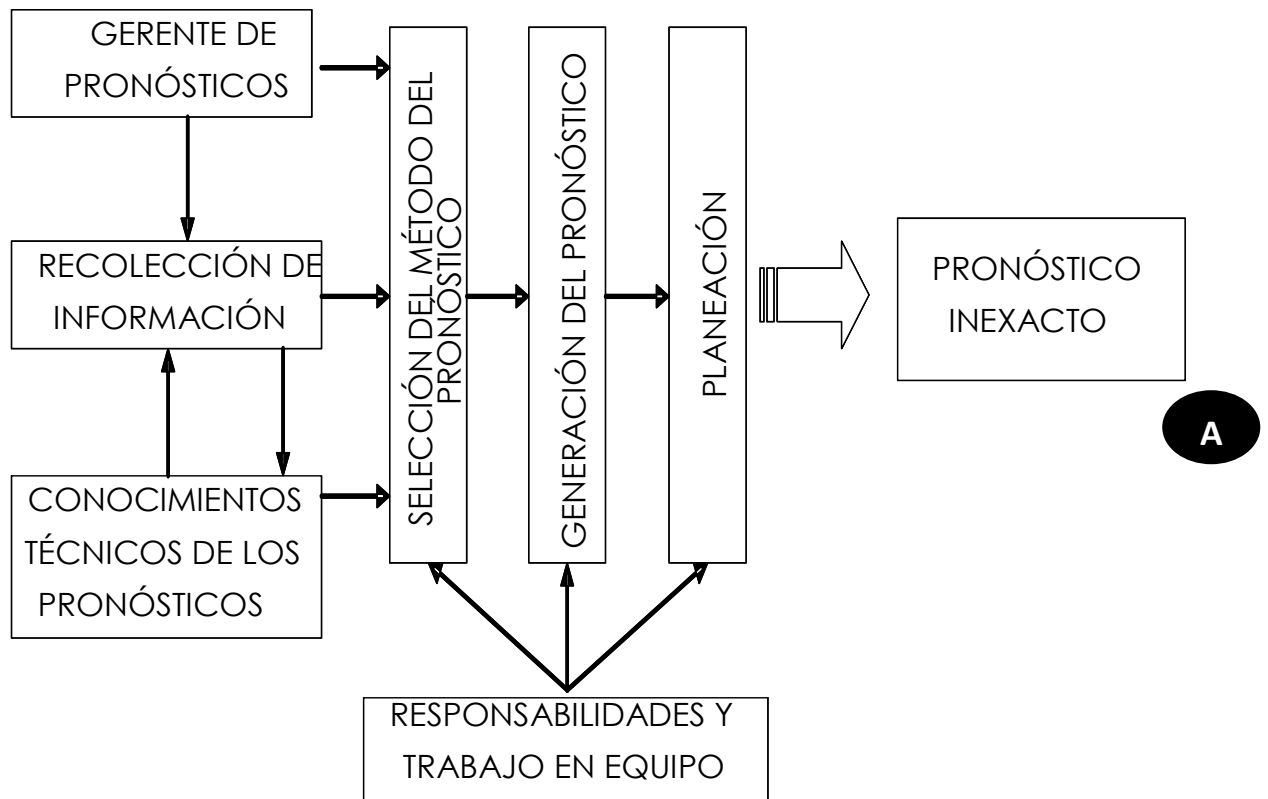 GERENTE DE
PRONÓSTICOS
RECOLECCIÓN DE
INFORMACIÓN
CONOCIMIENTOS
TÉCNICOS DE LOS
PRONÓSTICOS
SELECCIÓN DEL MÉTODO DEL
PRONÓSTICO
GENERACIÓN DEL PRONÓSTICO
PLANEACIÓN
PRONÓSTICO
INEXACTO
A
RESPONSABILIDADES Y
TRABAJO EN EQUIPO